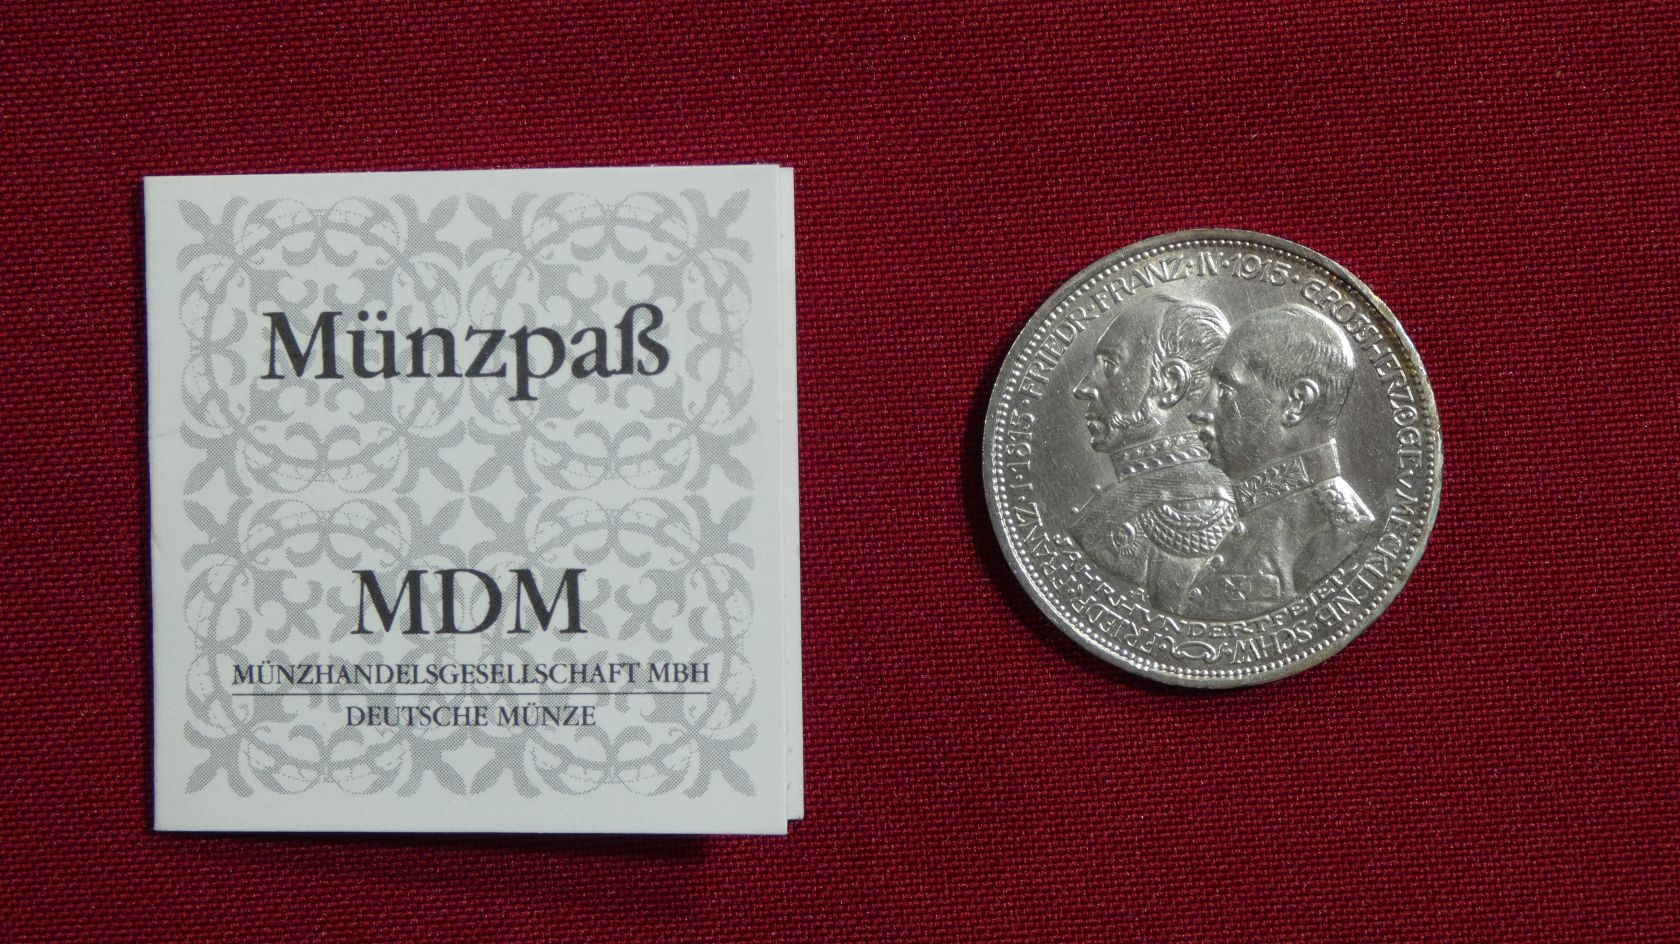 Münzpaß
MDM
MÜNZHANDELSGESELLSCHAFT MBH
DEUTSCHE MÜNZE
FRIEDR·FRANZ·I·1815·FRIEDR·FRANZ·IV·1915·GROSSHERZOGE·V·MECKLENB·SCHW
JAHRHUNDERTFEIER